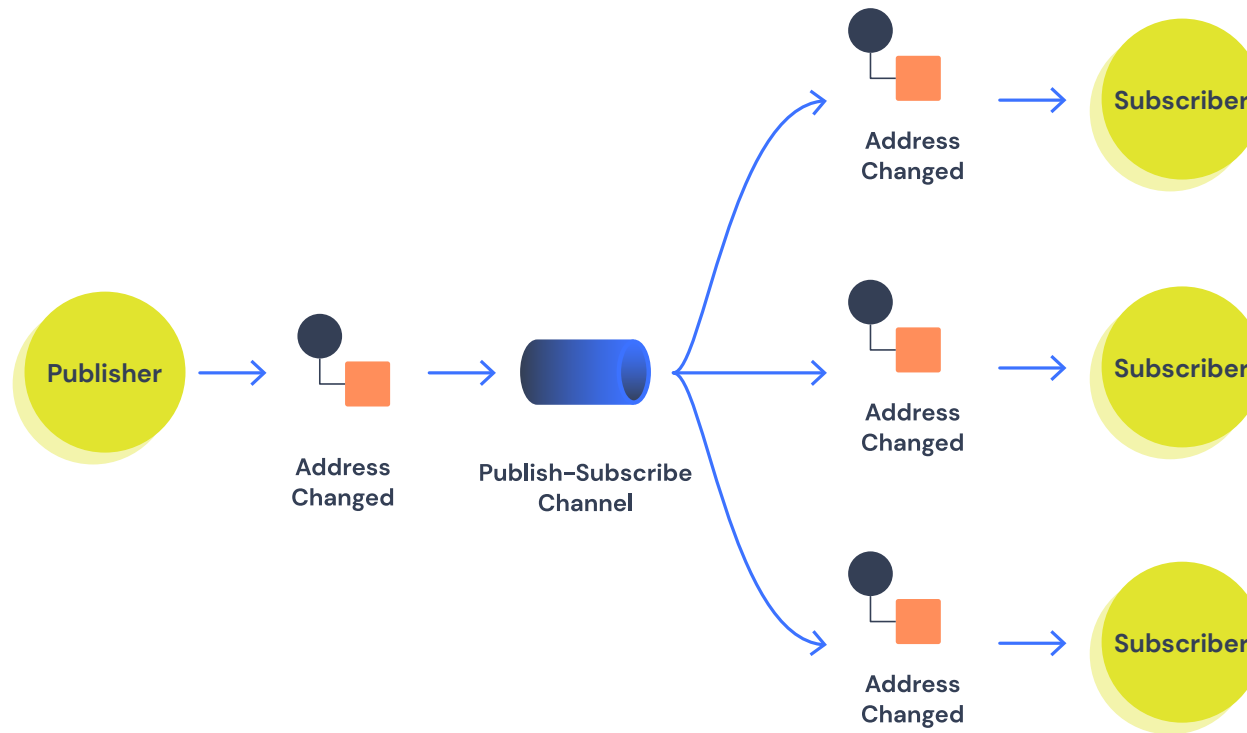 Publisher
Address
Changed
Publish-Subscribe
Channel
Address
Changed
Subscriber
Address
Changed
Subscriber
Address
Changed
Subscriber